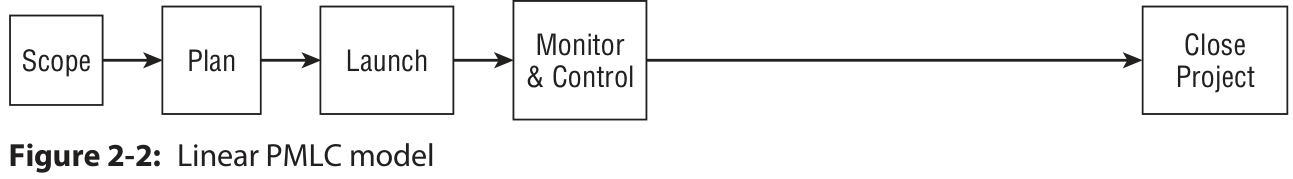 Scope
Plan
Launch
Monitor
& Control
Close
Project
Figure 2-2: Linear PMLC model